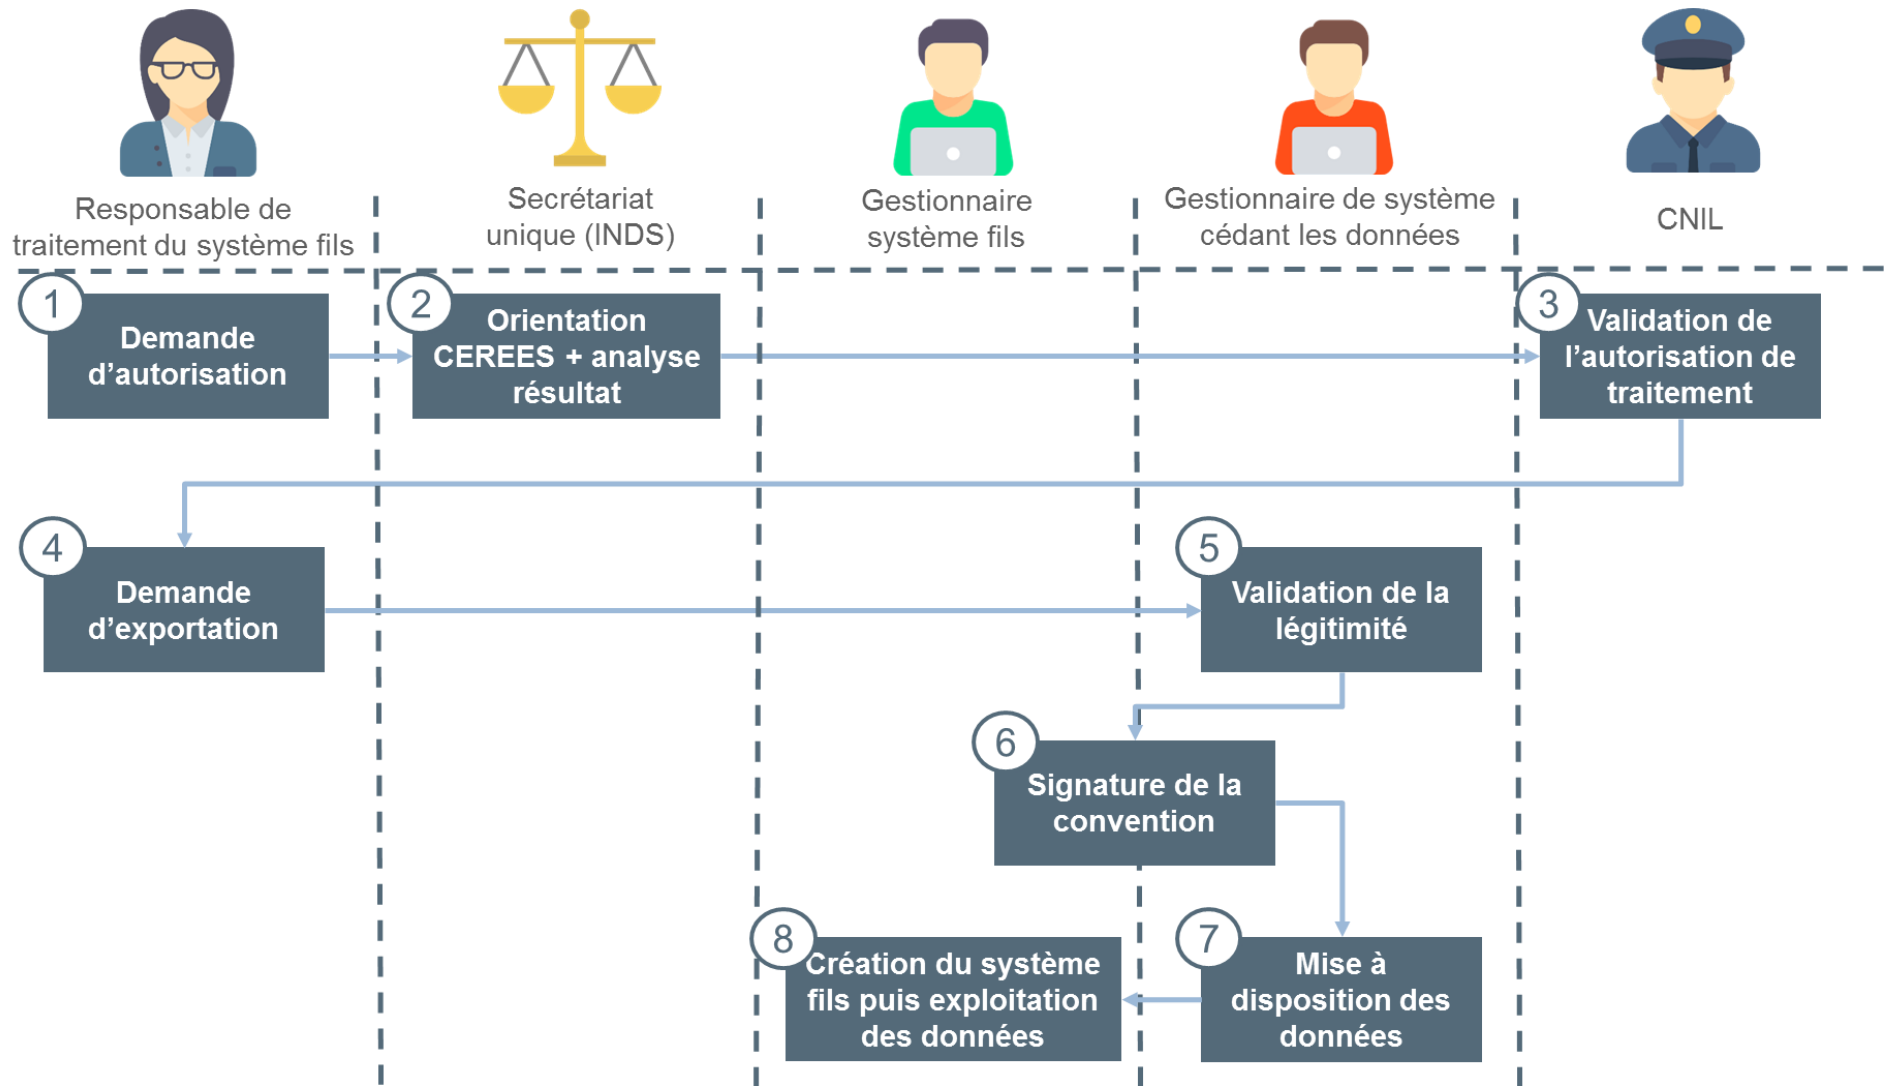 Responsable de
traitement du système fils
Secrétariat
unique (INDS)
Gestionnaire
système fils
Gestionnaire de système
cédant les données
CNIL
1
Demande
d’autorisation
2
Orientation
CEREES + analyse
résultat
3
Validation de
l’autorisation de
traitement
4
Demande
d’exportation
5
Validation de la
légitimité
6
Signature de la
convention
7
Mise à
disposition des
données
8
Création du système
fils puis exploitation
des données